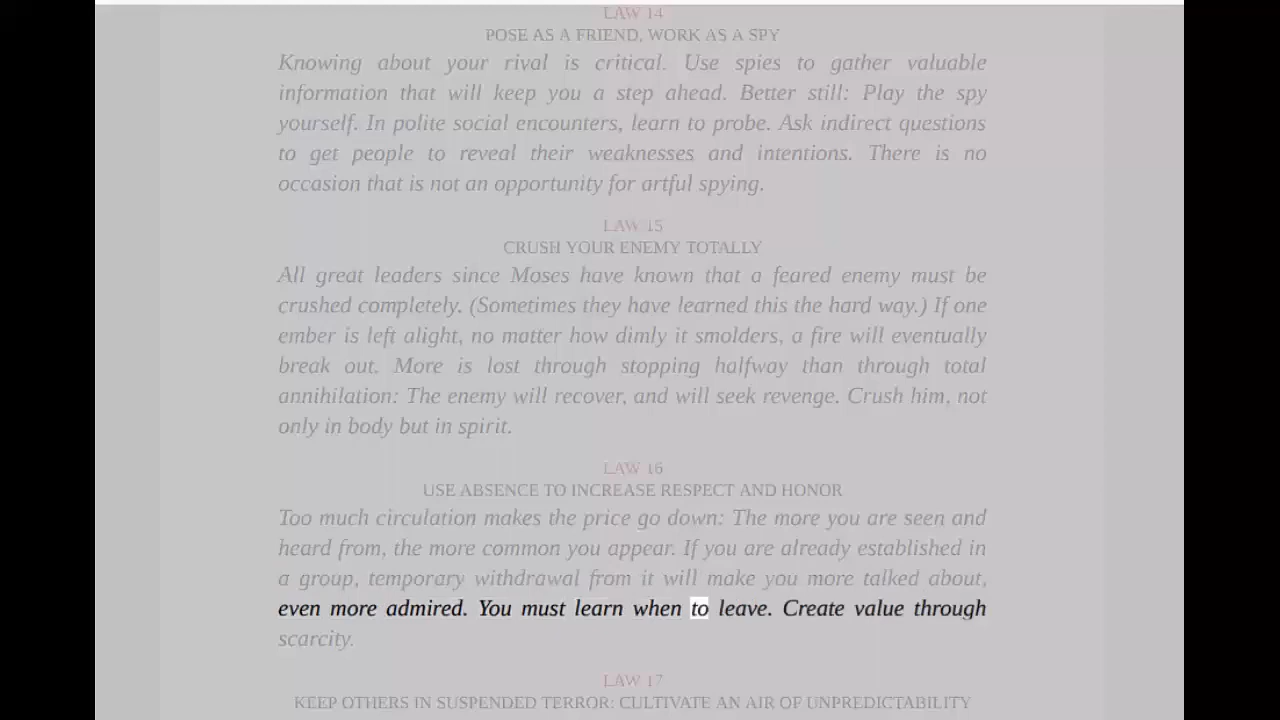 LAW 14
POSE AS A FRIEND, WORK AS A SPY
Knowing about your rival is critical. Use spies to gather valuable
information that will keep you a step ahead. Better still: Play the spy
yourself. In polite social encounters, learn to probe. Ask indirect questions
to get people to reveal their weaknesses and intentions. There is no
occasion that is not an opportunity for artful spying.
LAW 15
CRUSH YOUR ENEMY TOTALLY
All great leaders since Moses have known that a feared enemy must be
crushed completely. (Sometimes they have learned this the hard way.) If one
ember is left alight, no matter how dimly it smolders, a fire will eventually
break out. More is lost through stopping halfway than through total
annihilation: The enemy will recover, and will seek revenge. Crush him, not
only in body but in spirit.
LAW 16
USE ABSENCE TO INCREASE RESPECT AND HONOR
Too much circulation makes the price go down: The more you are seen and
heard from, the more common you appear. If you are already established in
a group, temporary withdrawal from it will make you more talked about,
even more admired. You must learn when to leave. Create value through
scarcity.
LAW 17
KEEP OTHERS IN SUSPENDED TERROR: CULTIVATE AN AIR OF UNPREDICTABILITY